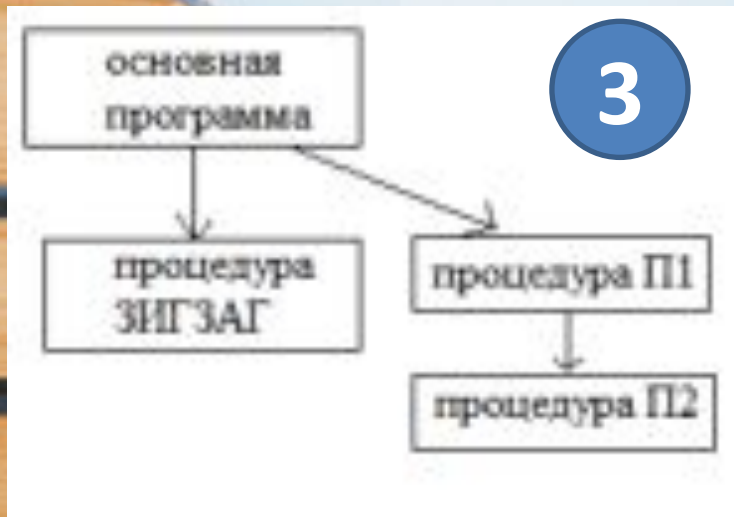 основная
программа
3
процедура
ЗИГЗАГ
процедура П1
процедура П2